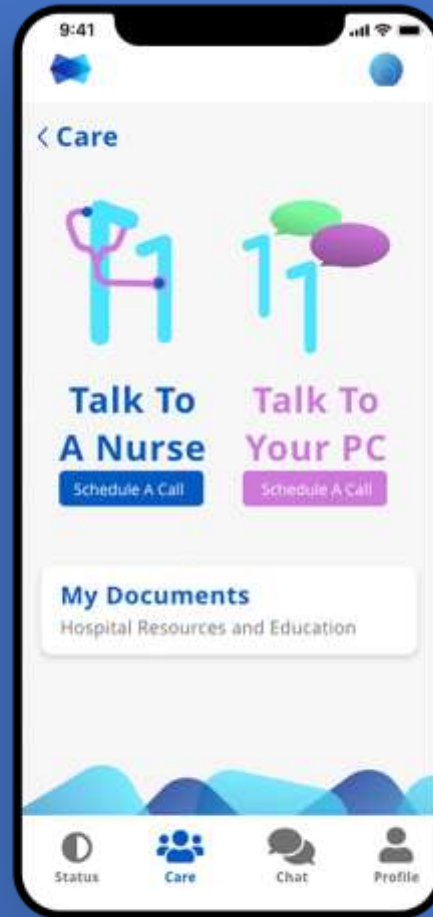 9:41
Care
Talk To
A Nurse
Schedule A Call
Talk To
Your PC
Schedule A Call
My Documents
Hospital Resources and Education
Status
Care
Chat
Profile